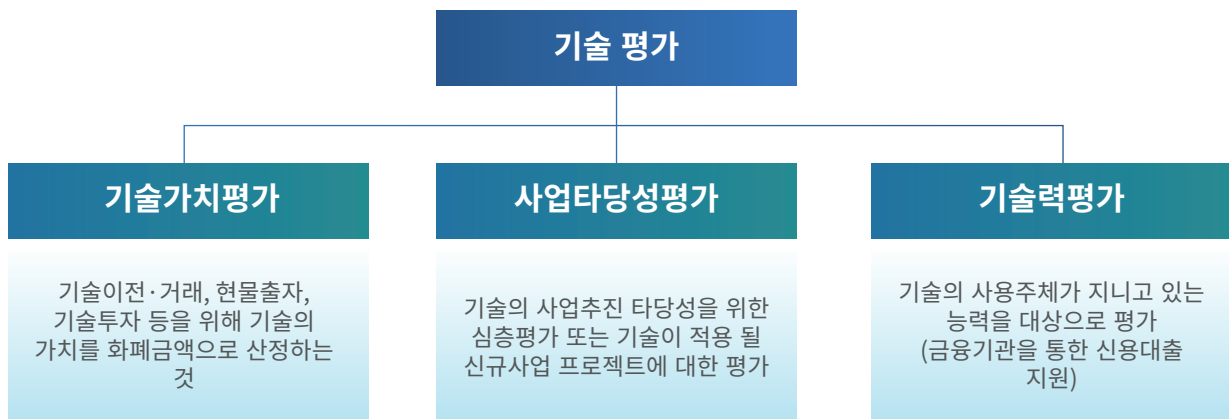 기술 평가
기술가치평가
사업타당성평가
기술력평가
기술이전·거래, 현물출자,
기술투자 등을 위해 기술의
가치를 화폐금액으로 산정하는
것
기술의 사업추진 타당성을 위한
심층평가 또는 기술이 적용 될
신규사업 프로젝트에 대한 평가
기술의 사용주체가 지니고 있는
능력을 대상으로 평가
(금융기관을 통한 신용대출
지원)